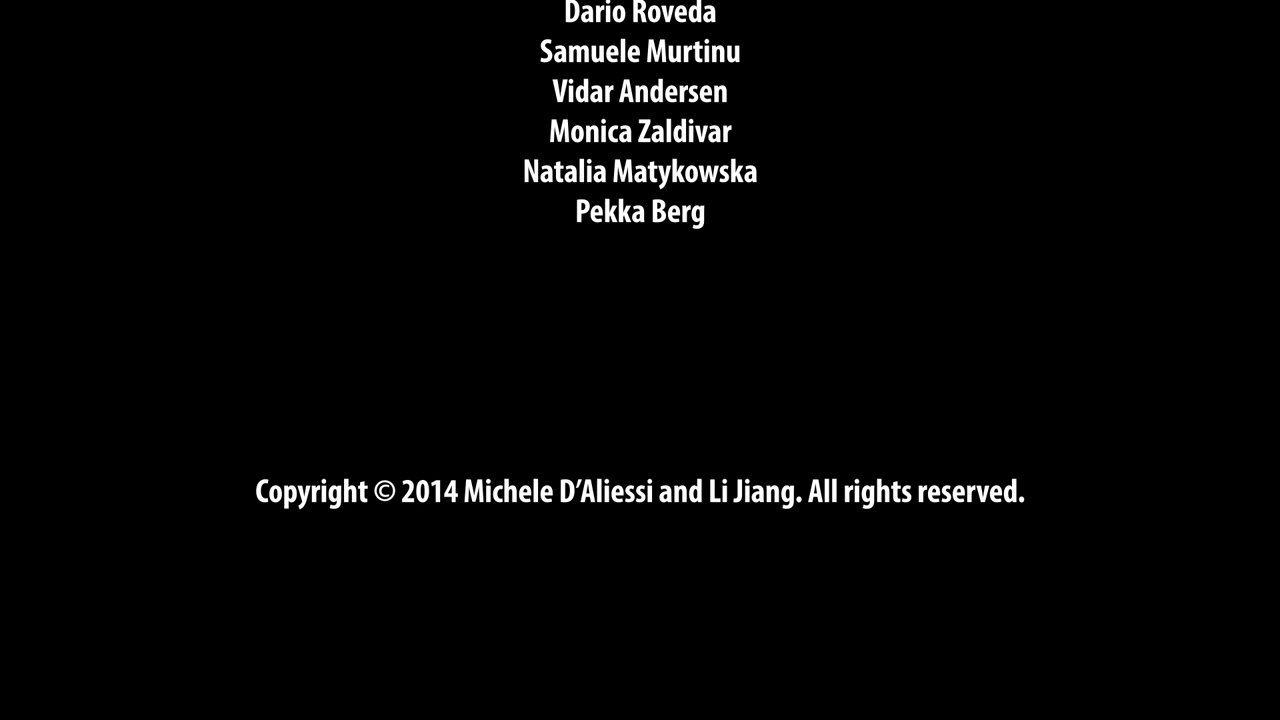 Dario Roveda
Samuele Murtinu
Vidar Andersen
Monica Zaldivar
Natalia Matykowska
Pekka Berg
Copyright © 2014 Michele D’Aliessi and Li Jiang. All rights reserved.